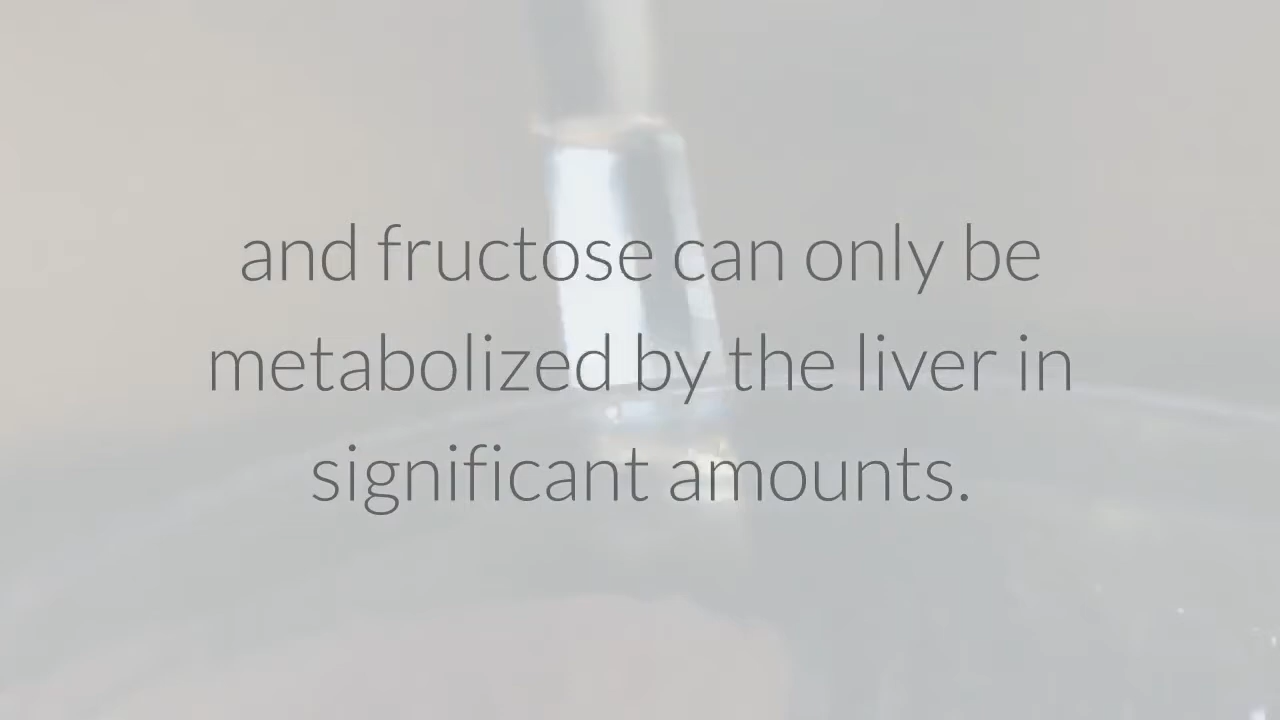 and fructose can only be
metabolized by the liver in
significant amounts.